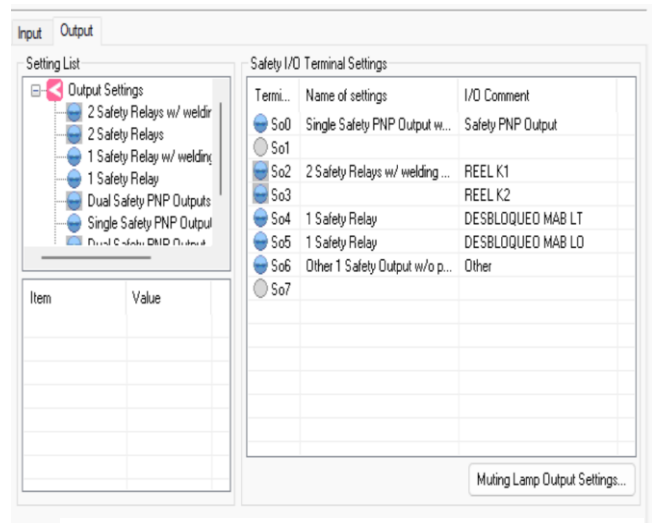 Input Output
Setting List
Output Settings
2 Safety Relays w/ weldir
2 Safety Relays
1 Safety Relay w/ welding
1 Safety Relay
Dual Safety PNP Outputs
Single Safety PNP Output
Dual Safety PNP Output
Item Value
Safety I/O Terminal Settings
Termi... Name of settings I/O Comment
So0 Single Safety PNP Output w... Safety PNP Output
So1
So2 2 Safety Relays w/ welding ... REEL K1
So3 REEL K2
So4 1 Safety Relay DESBLOQUEO MAB LT
So5 1 Safety Relay DESBLOQUEO MAB LO
So6 Other 1 Safety Output w/o p... Other
So7
Muting Lamp Output Settings...